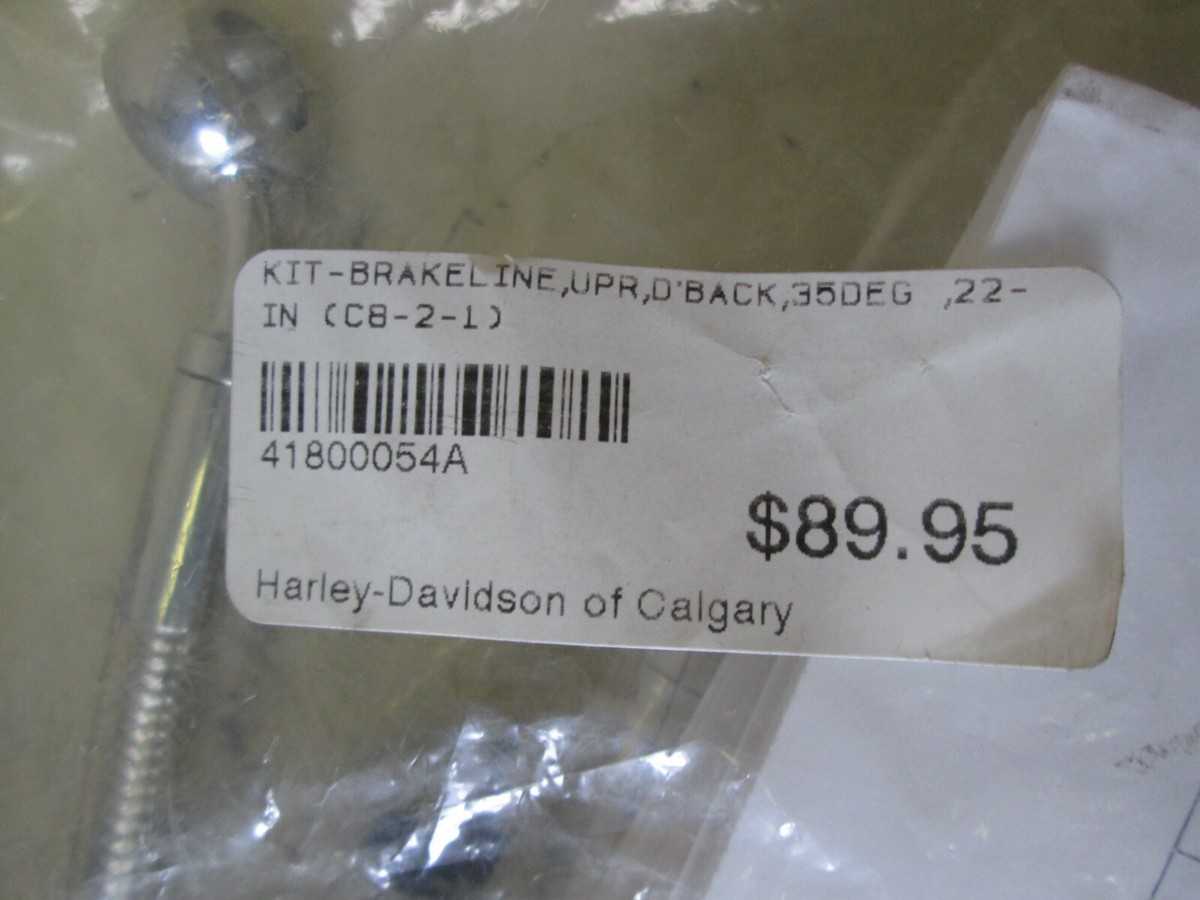 KIT-BRAKELINE,UPR,D'BACK,35DEG ,22-
IN (C8-2-1)
41800054A
$89.95
Harley-Davidson of Calgary